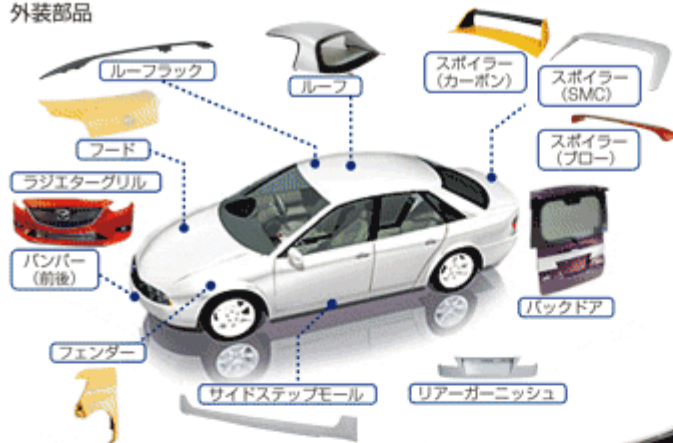 外装部品
ルーフラック
ルーフ
スポイラー
(カーボン)
スポイラー
(SMC)
スポイラー
(ブロー)
フード
ラジエターグリル
バンパー
(前後)
バックドア
フェンダー
サイドステップモール
リアーガーニッシュ